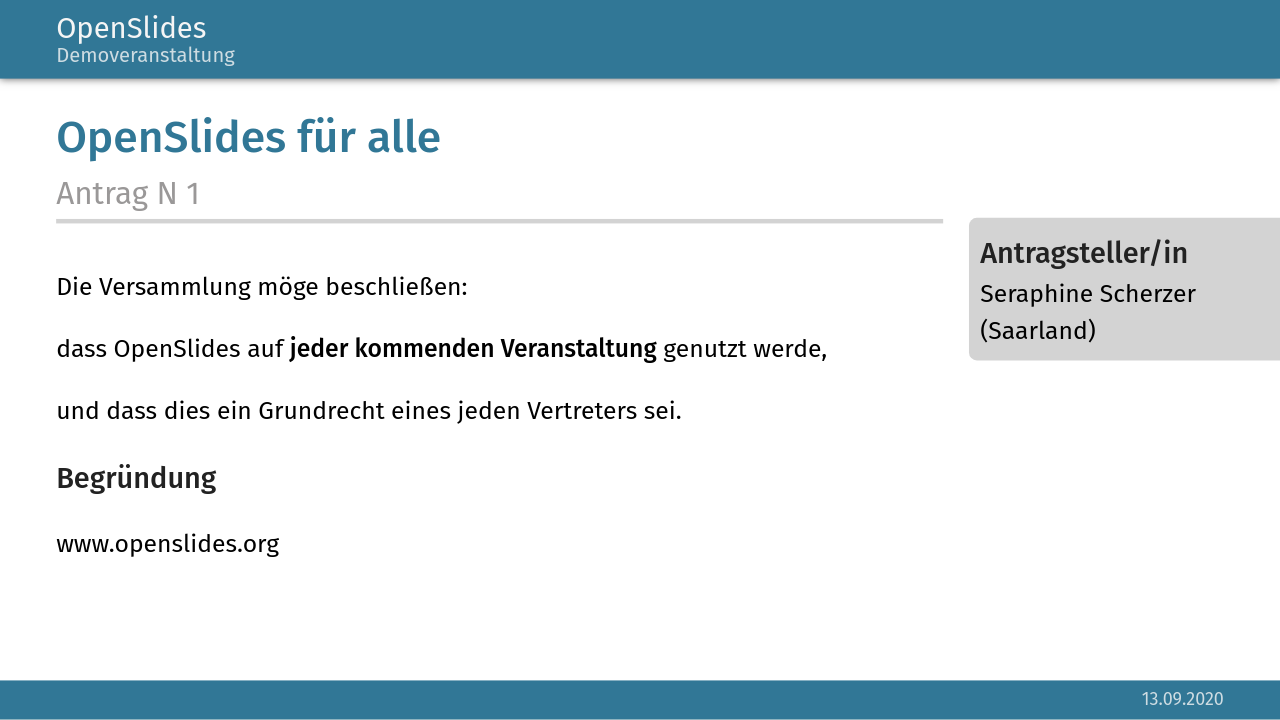 OpenSlides
Demoveranstaltung
OpenSlides für alle
Antrag N 1
Die Versammlung möge beschließen:
dass OpenSlides auf jeder kommenden Veranstaltung genutzt werde,
und dass dies ein Grundrecht eines jeden Vertreters sei.
Begründung
www.openslides.org
Antragsteller/in
Seraphine Scherzer
(Saarland)
13.09.2020